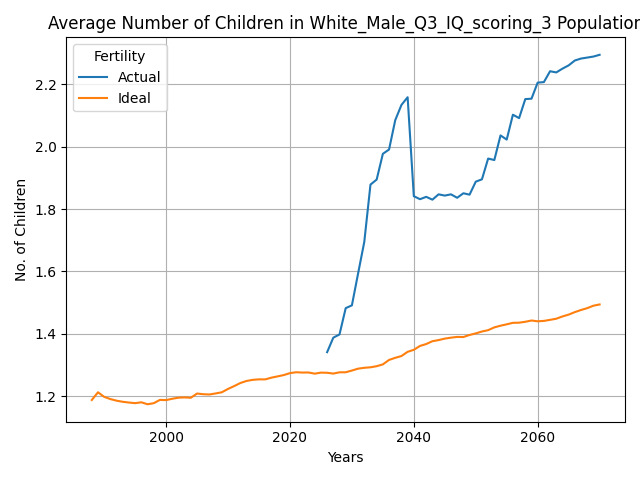 Average Number of Children in White_Male_Q3_IQ_scoring_3 Population
Fertility
Actual
Ideal
No. of Children
2.2
2.0
1.8
1.6
1.4
1.2
2000
2020
2040
2060
Years